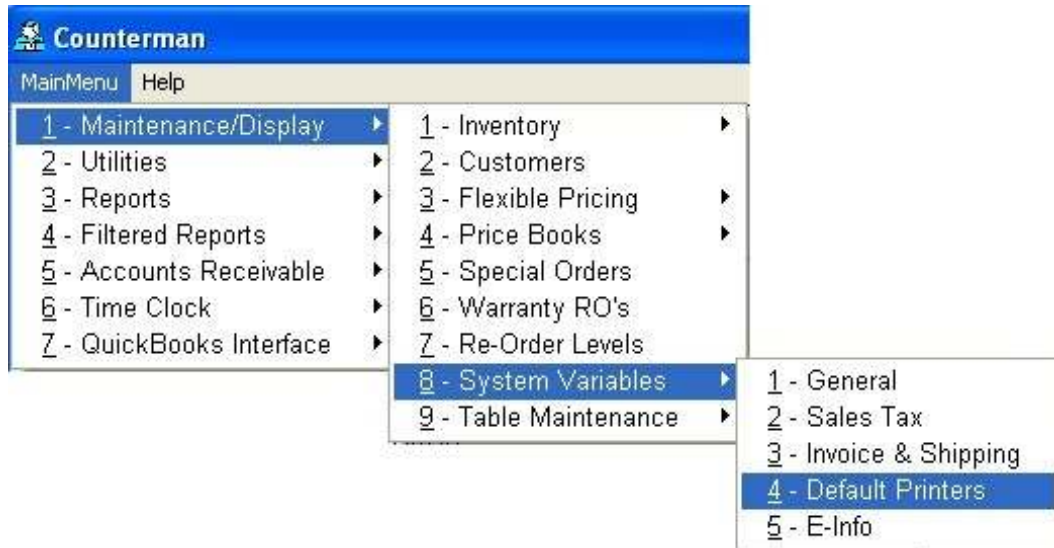 Counterman
MainMenu Help
1 - Maintenance/Display
2 - Utilities
3 - Reports
4 - Filtered Reports
5 - Accounts Receivable
6 - Time Clock
7 - QuickBooks Interface
1 - Inventory
2 - Customers
3 - Flexible Pricing
4 - Price Books
5 - Special Orders
6 - Warranty RO's
7 - Re-Order Levels
8 - System Variables
9 - Table Maintenance
1 - General
2 - Sales Tax
3 - Invoice & Shipping
4 - Default Printers
5 - E-Info